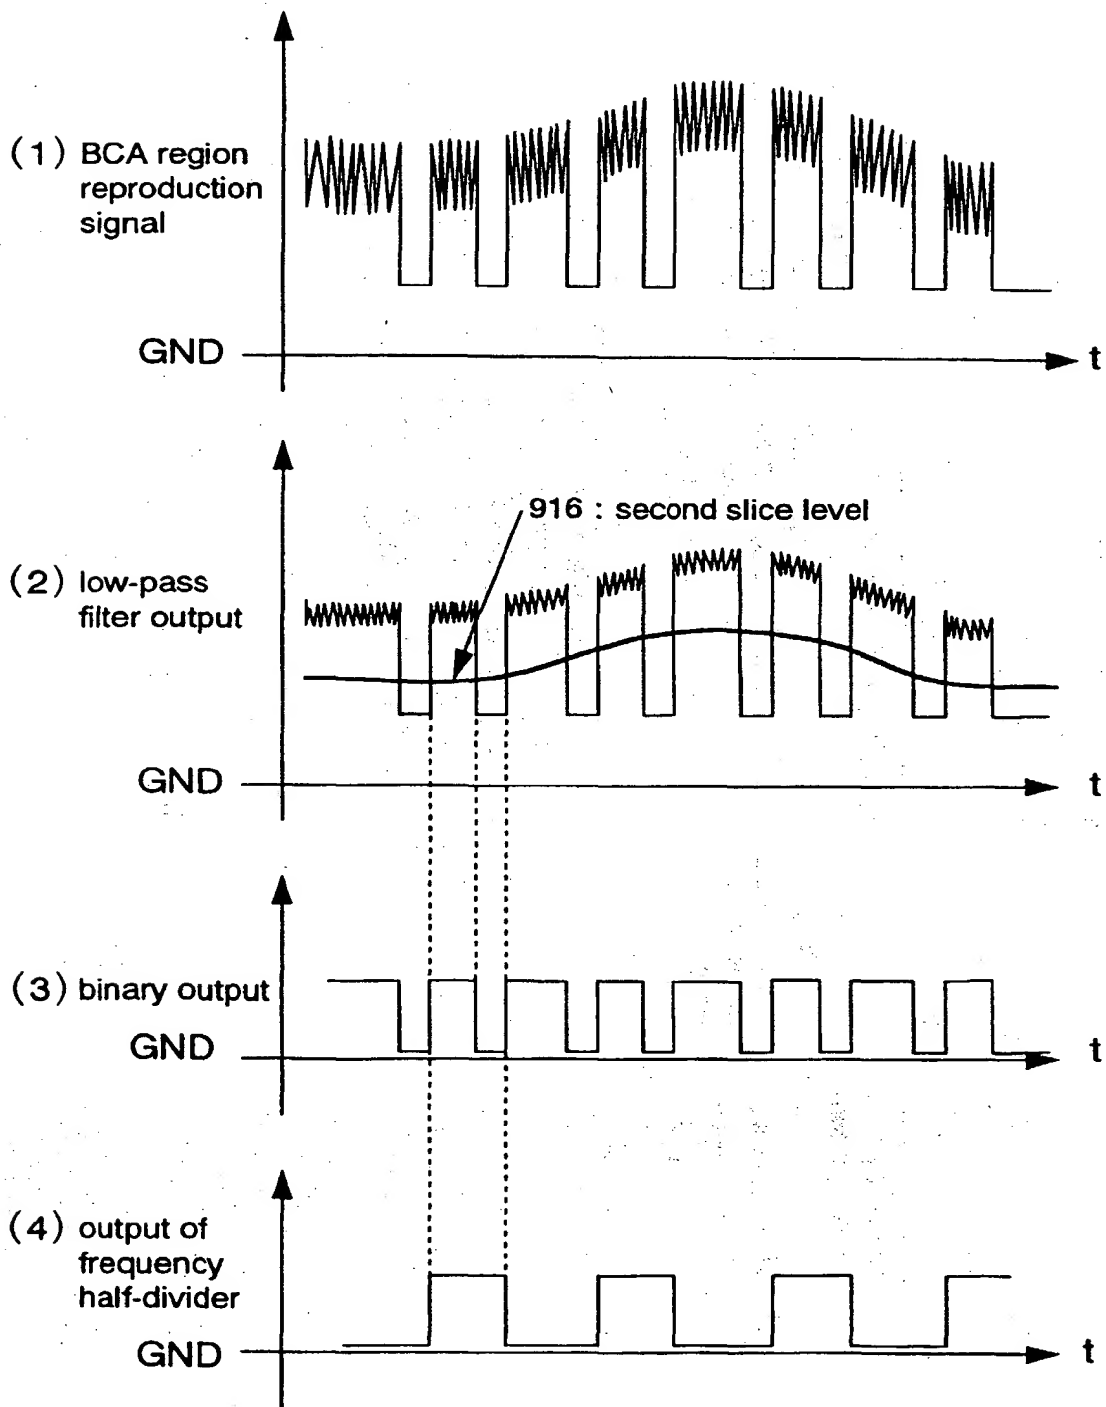 (1) BCA region
reproduction
signal
GND
t
916 : second slice level
(2) low-pass
filter output
GND
t
(3) binary output
GND
t
(4) output of
frequency
half-divider
GND
t